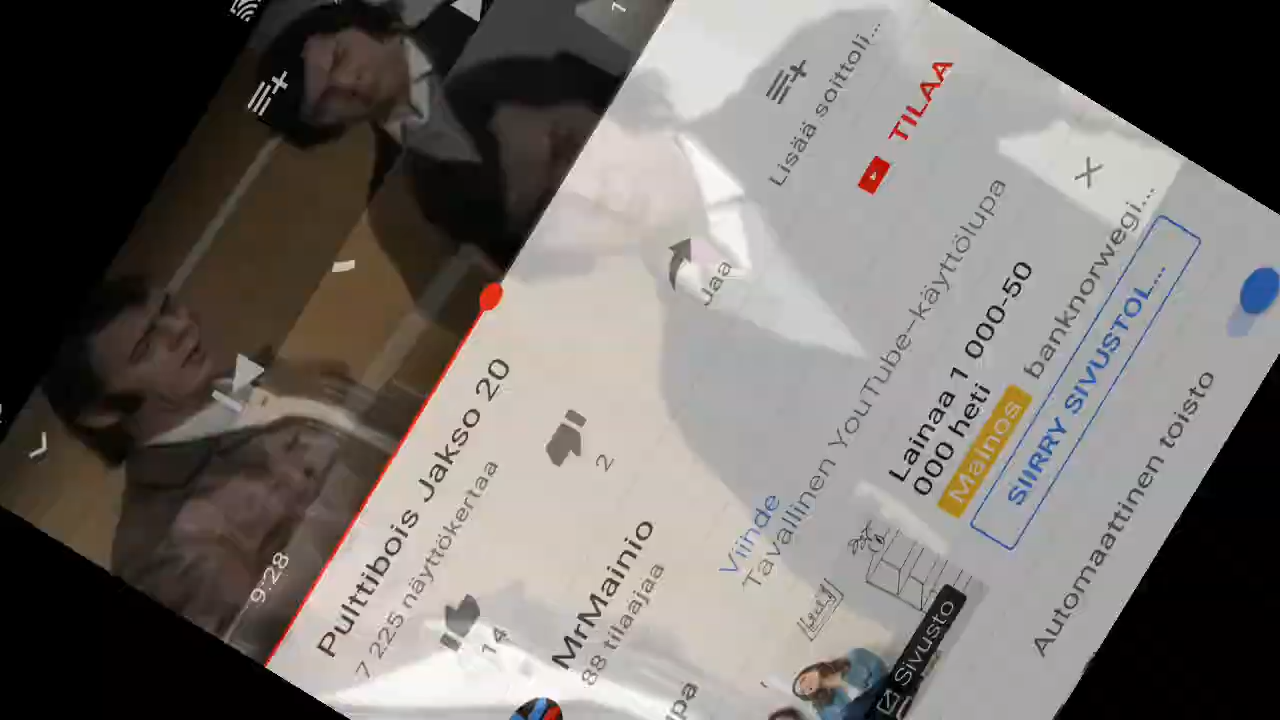 9:28
1
Pulttibois Jakso 20
7 225 näyttökertaa
14
2
Jaa
Lisää soittoli...
MrMainio
88 tilaajaa
TILAA
Viihde
Tavallinen YouTube-käyttölupa
Lainaa 1 000-50
000 heti
Mainos banknorwegi...
SIIRRY SIVUSTOL...
Sivusto
Automaattinen toisto